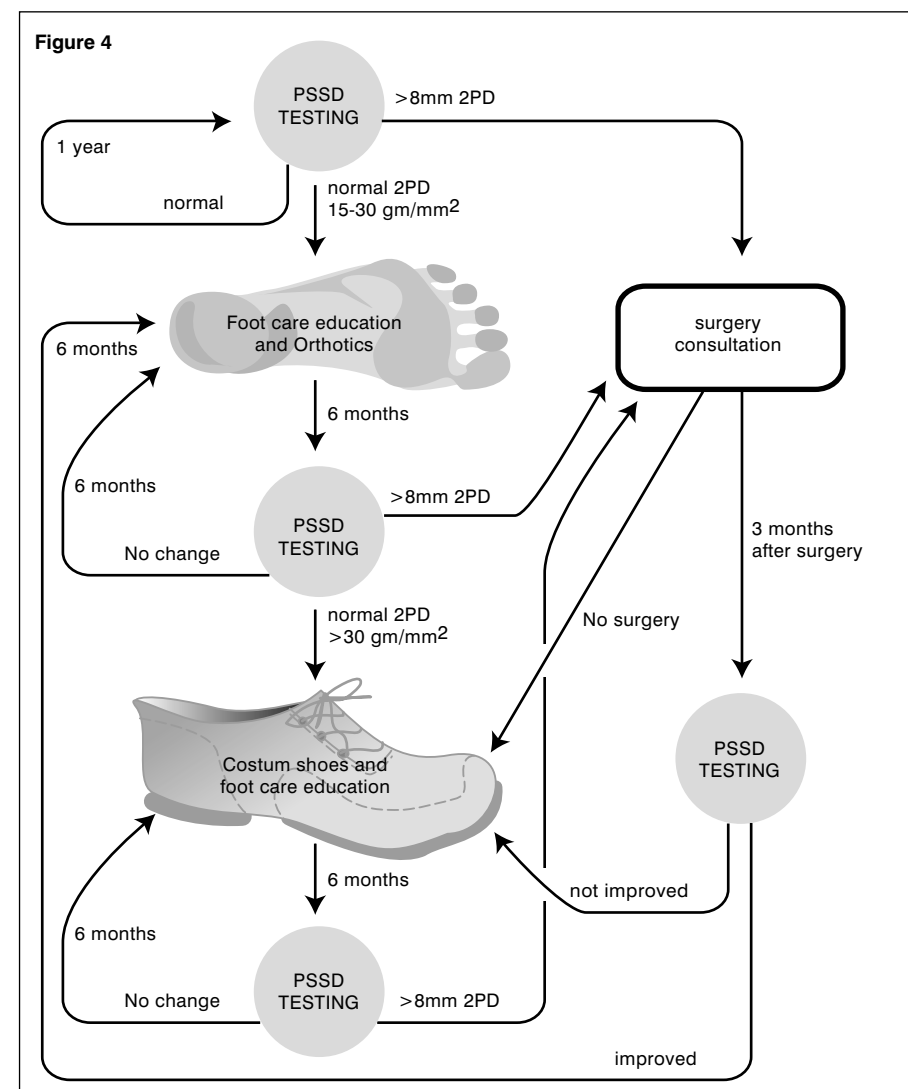 Figure 4
PSSD
TESTING
>8mm 2PD
1 year
normal
normal 2PD
15-30 gm/mm2
Foot care education
and Orthotics
surgery
consultation
6 months
6 months
6 months
>8mm 2PD
PSSD
TESTING
No change
3 months
after surgery
normal 2PD
>30 gm/mm2
No surgery
PSSD
TESTING
Costum shoes and
foot care education
6 months
not improved
6 months
PSSD
TESTING
No change
>8mm 2PD
improved